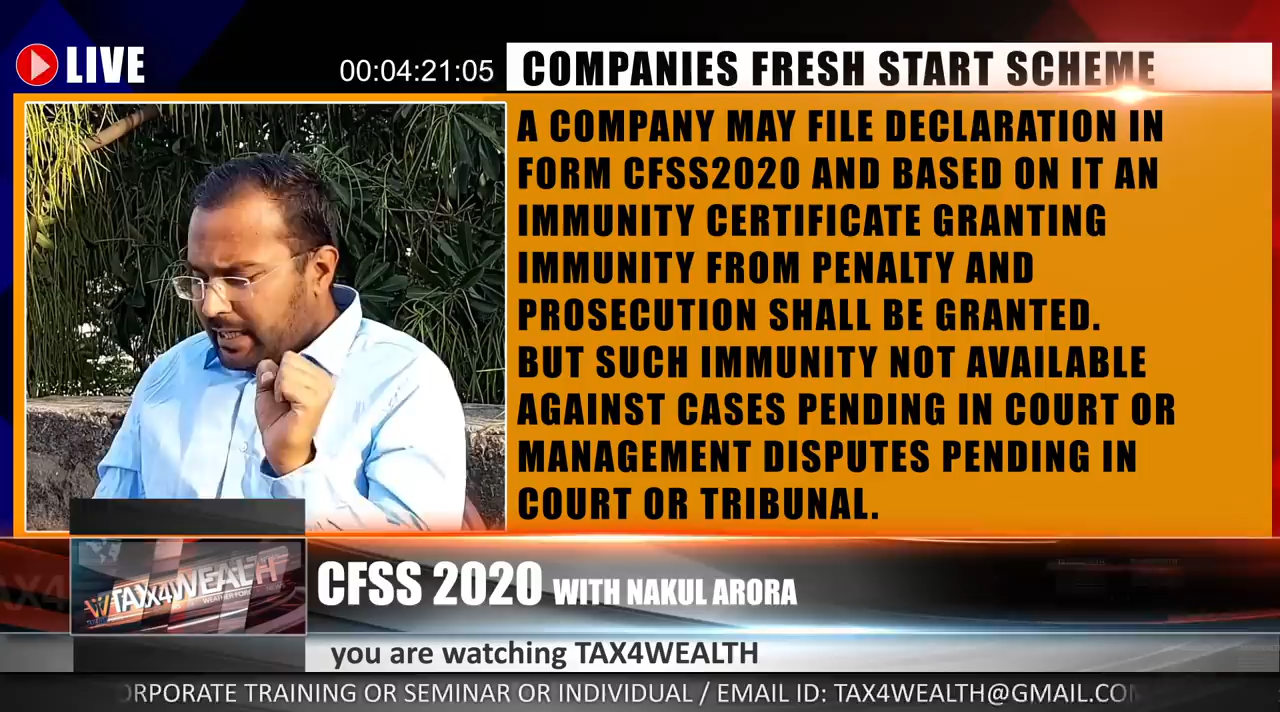 LIVE
00:04:21:05
COMPANIES FRESH START SCHEME
A COMPANY MAY FILE DECLARATION IN
FORM CFSS2020 AND BASED ON IT AN
IMMUNITY CERTIFICATE GRANTING
IMMUNITY FROM PENALTY AND
PROSECUTION SHALL BE GRANTED.
BUT SUCH IMMUNITY NOT AVAILABLE
AGAINST CASES PENDING IN COURT OR
MANAGEMENT DISPUTES PENDING IN
COURT OR TRIBUNAL.
TAX4WEALTH
CFSS 2020 WITH NAKUL ARORA
you are watching TAX4WEALTH
ORPORATE TRAINING OR SEMINAR OR INDIVIDUAL / EMAIL ID: TAX4WEALTH@GMAIL.COM